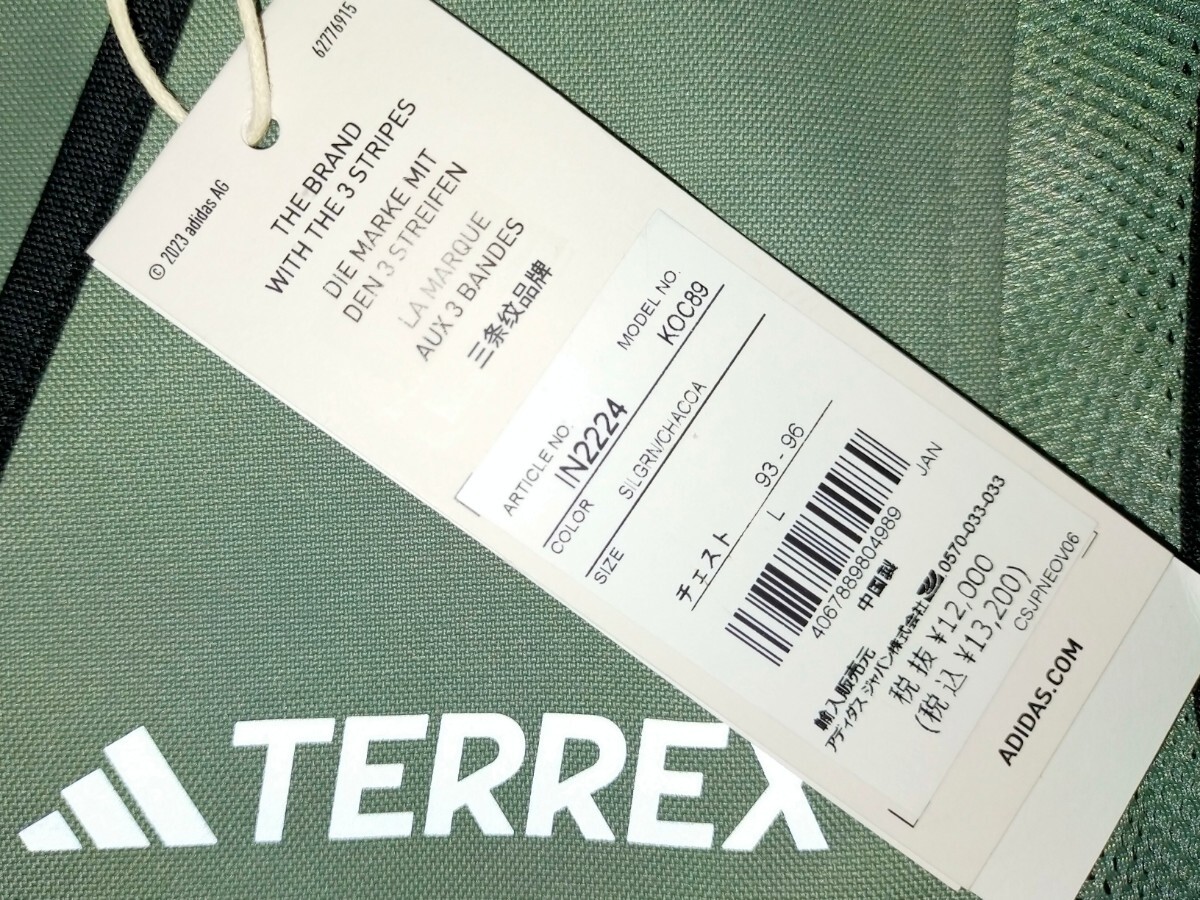 62776915
© 2023 adidas AG
THE BRAND
WITH THE 3 STRIPES
DIE MARKE MIT
DEN 3 STREIFEN
LA MARQUE
AUX 3 BANDES
三条纹品牌
ARTICLE NO. MODEL NO.
IN2224 KOC89
COLOR SILGRN/CHACOA
SIZE
チェスト 93 - 96
L
JAN
4067889804989
中国製
輸入販売元
アディダス ジャパン株式会社 0570-033-033
税抜 ¥12,000
(税込 ¥13,200)
CSJPNEOV06
ADIDAS.COM
TERREX